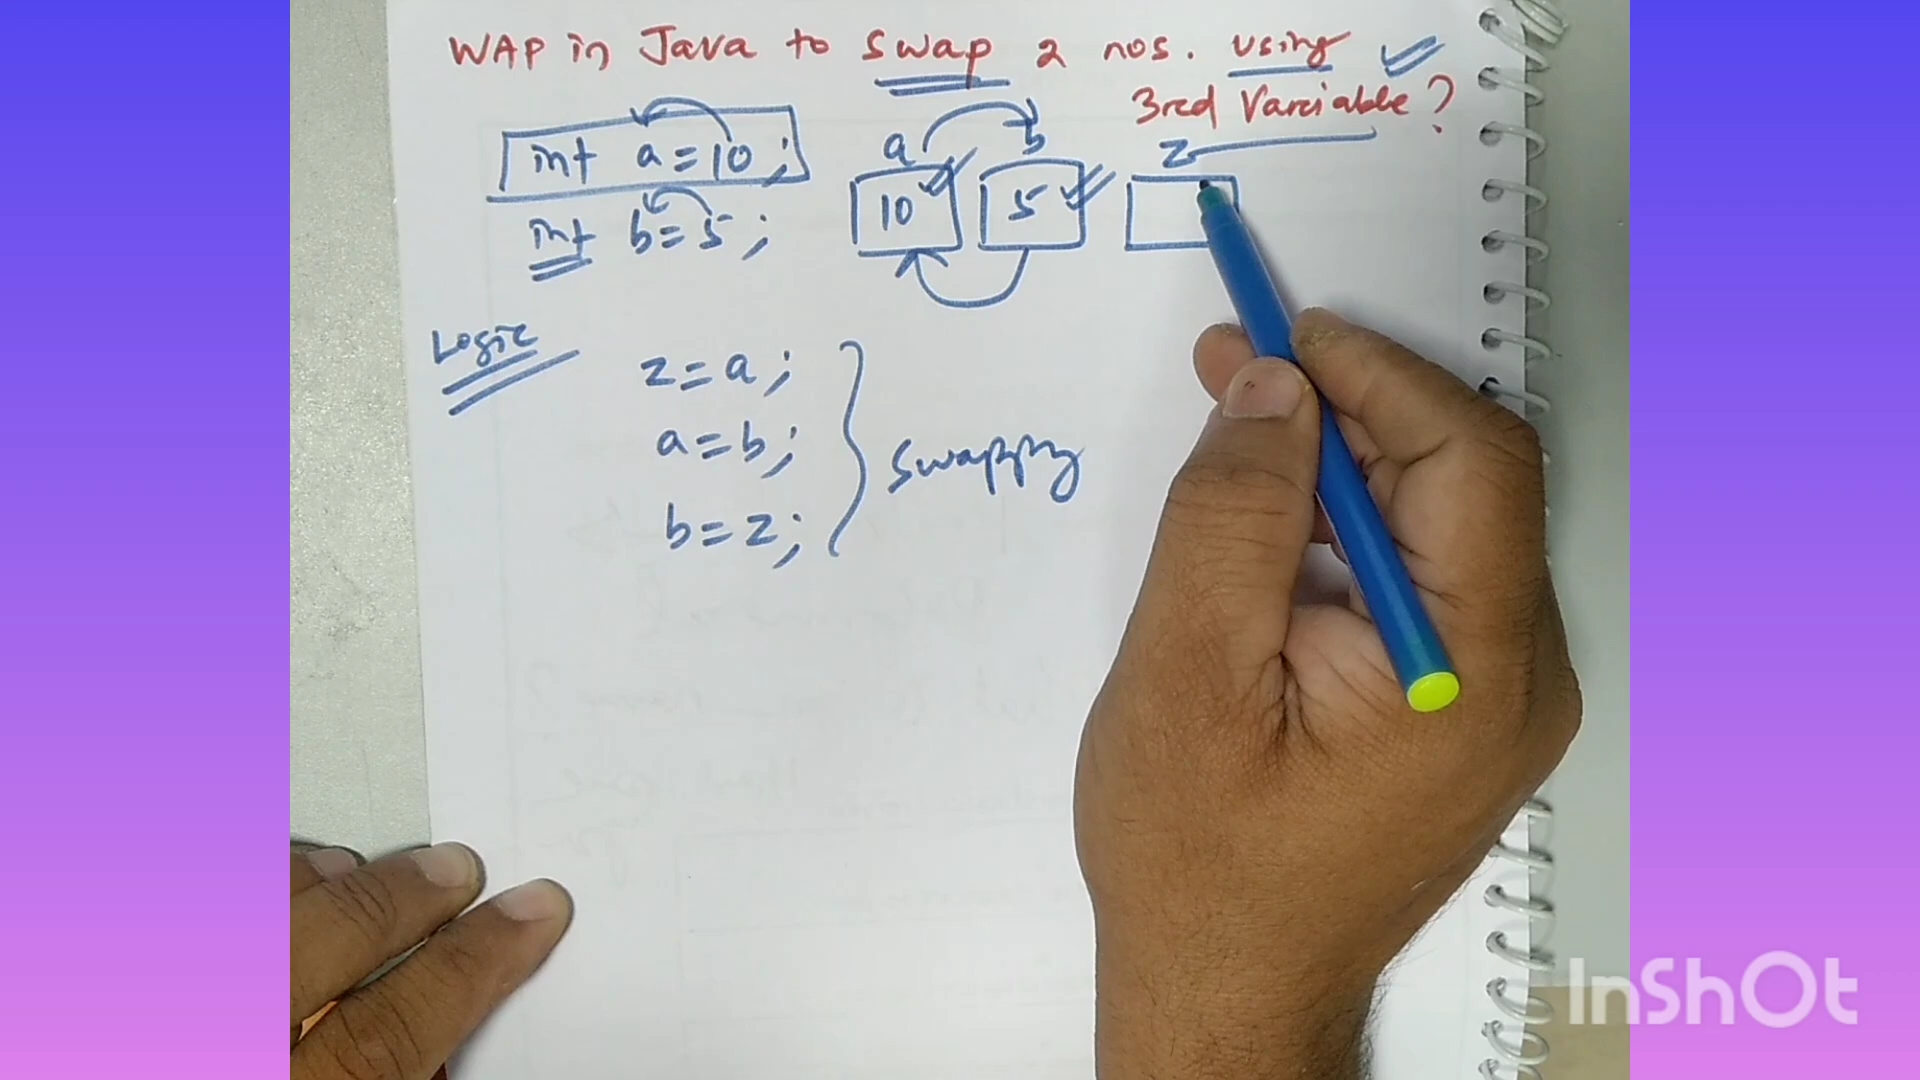 WAP in Java to swap 2 nos. using
3rd Variable?
int a=10;
int b=5;
a b z
10 5
Logic
z=a;
a=b;
b=z;
swapping
InShOt